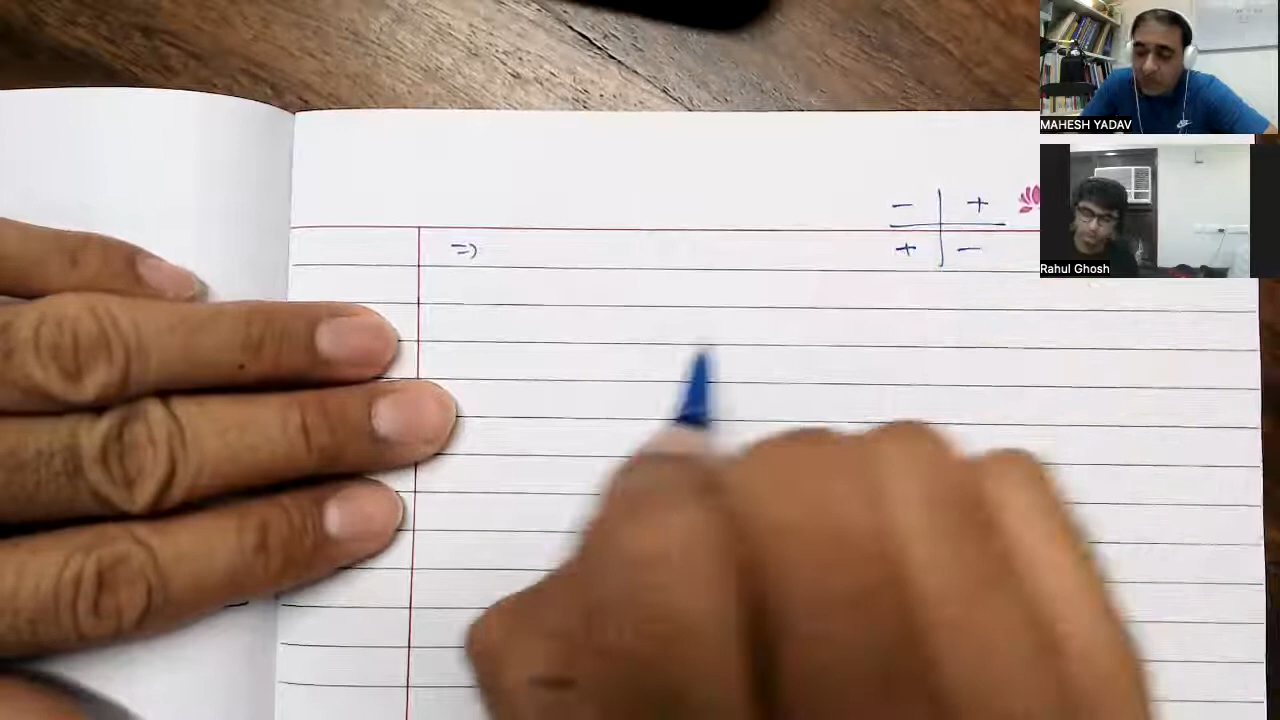 MAHESH YADAV
- | +
=>
+ | -
Rahul Ghosh